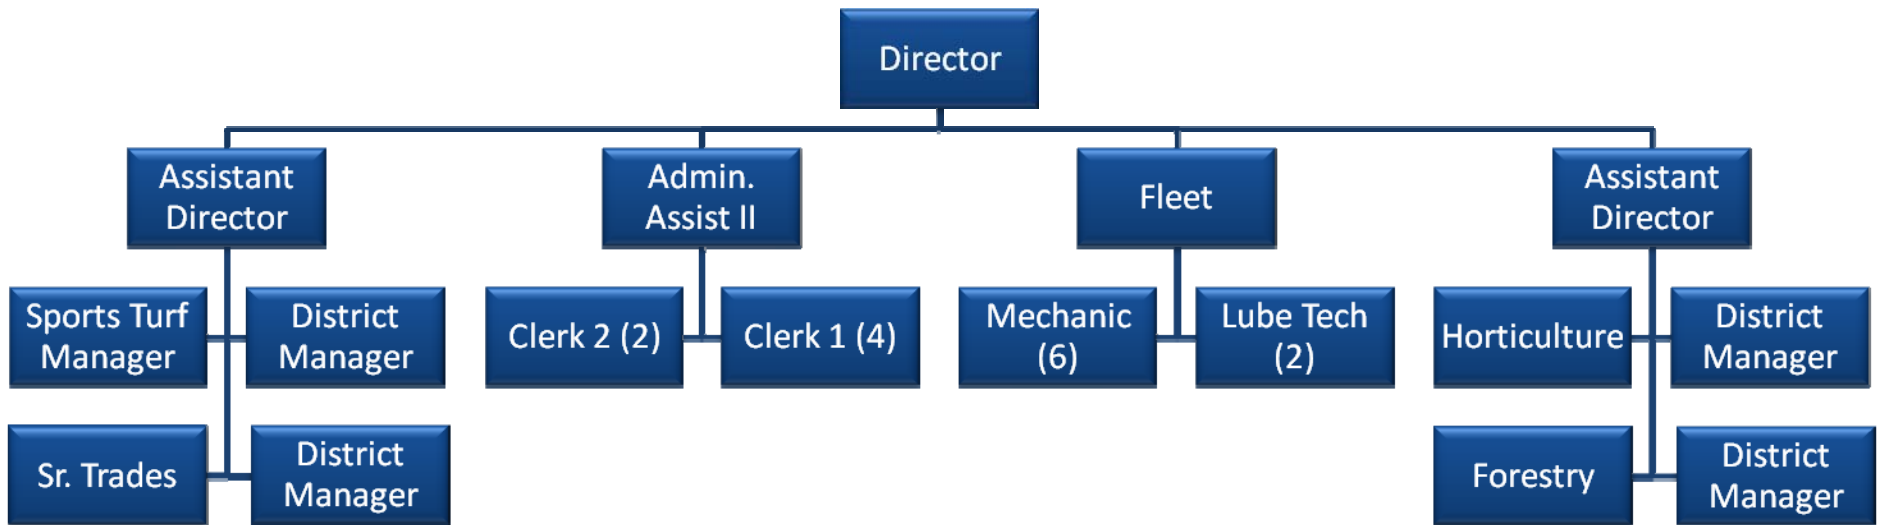 Director
Assistant
Director
Admin.
Assist II
Fleet
Assistant
Director
Sports Turf
Manager
District
Manager
Clerk 2 (2)
Clerk 1 (4)
Mechanic
(6)
Lube Tech
(2)
Horticulture
District
Manager
Sr. Trades
District
Manager
Forestry
District
Manager